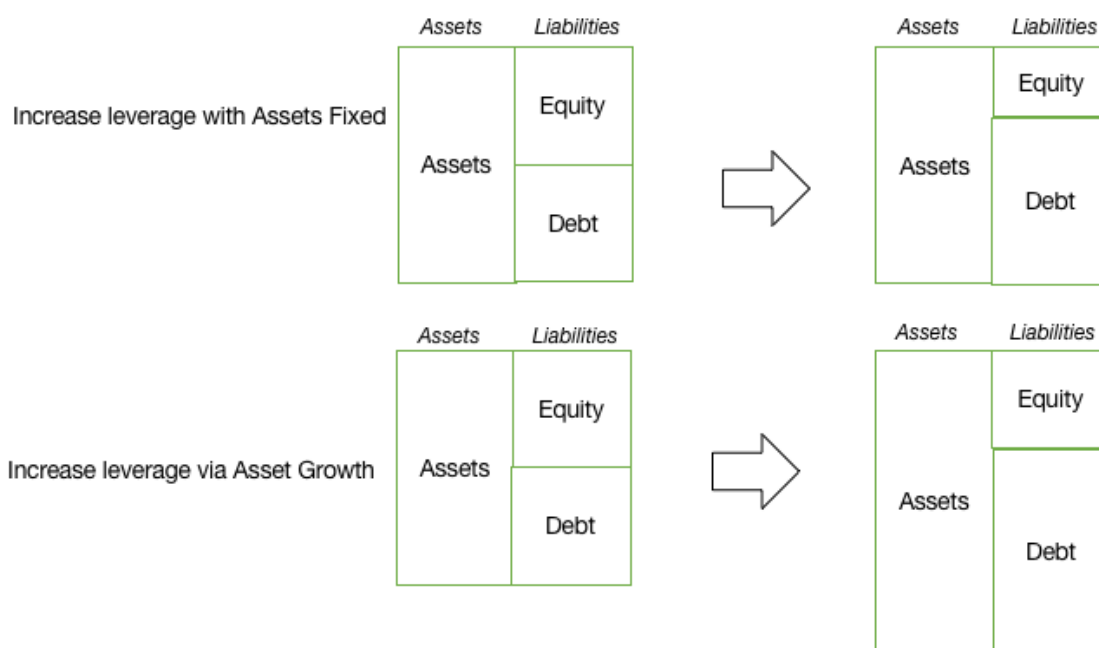 Assets Liabilities Assets Liabilities
Increase leverage with Assets Fixed
Equity
Assets
Debt
Equity
Assets
Debt
Assets Liabilities Assets Liabilities
Increase leverage via Asset Growth
Equity
Assets
Debt
Equity
Assets
Debt